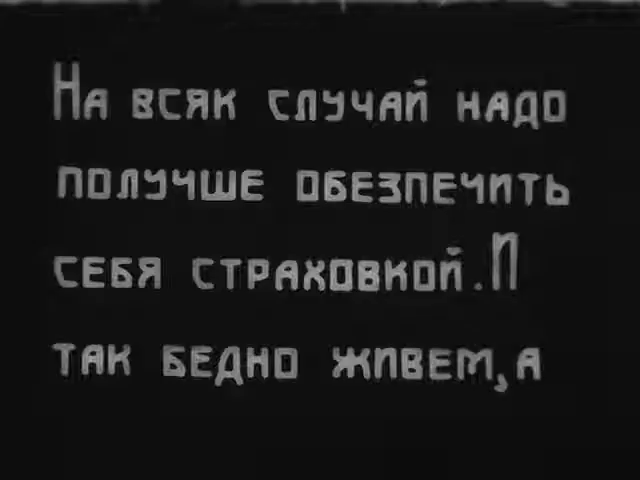 На всяк случай надо
получше обезпечить
себя страховкой. И
так бедно живем, а